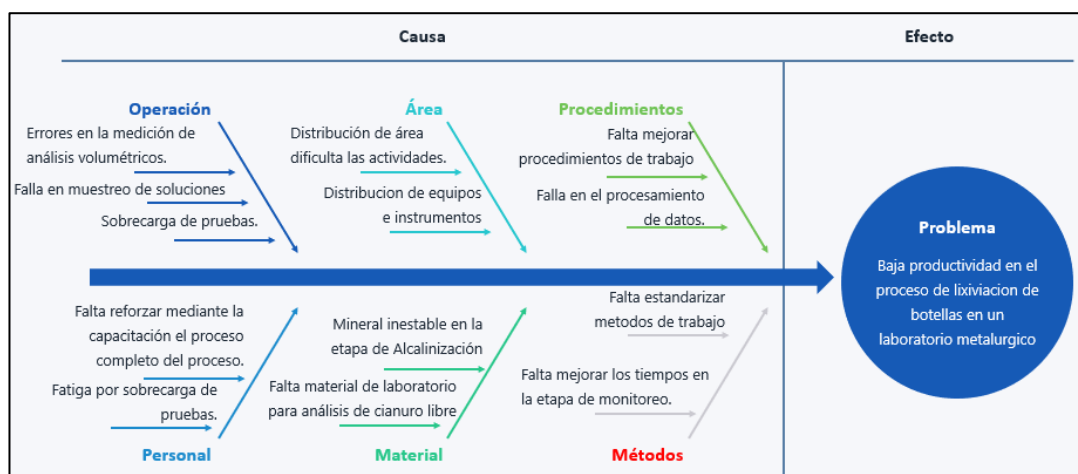 Causa
Efecto
Operación
Errores en la medición de
análisis volumétricos.
Falla en muestreo de soluciones
Sobrecarga de pruebas.
Área
Distribución de área
dificulta las actividades.
Distribucion de equipos
e instrumentos
Procedimientos
Falta mejorar
procedimientos de trabajo
Falla en el procesamiento
de datos.
Falta reforzar mediante la
capacitación el proceso
completo del proceso.
Fatiga por sobrecarga de
pruebas.
Personal
Mineral inestable en la
etapa de Alcalinización
Falta material de laboratorio
para análisis de cianuro libre
Material
Falta estandarizar
metodos de trabajo
Falta mejorar los tiempos en
la etapa de monitoreo.
Métodos
Problema
Baja productividad en el
proceso de lixiviacion de
botellas en un
laboratorio metalurgico